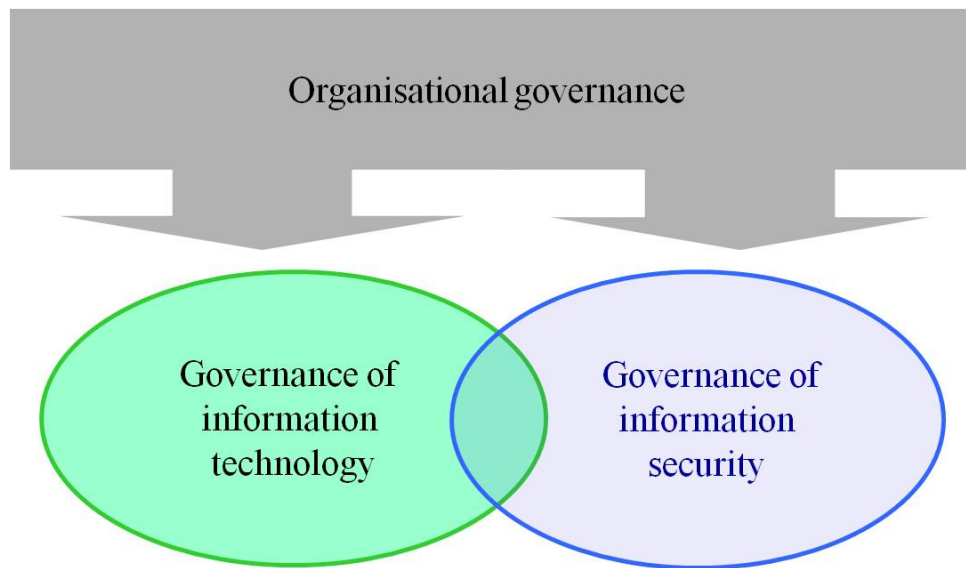 Organisational governance
Governance of
information
technology
Governance of
information
security